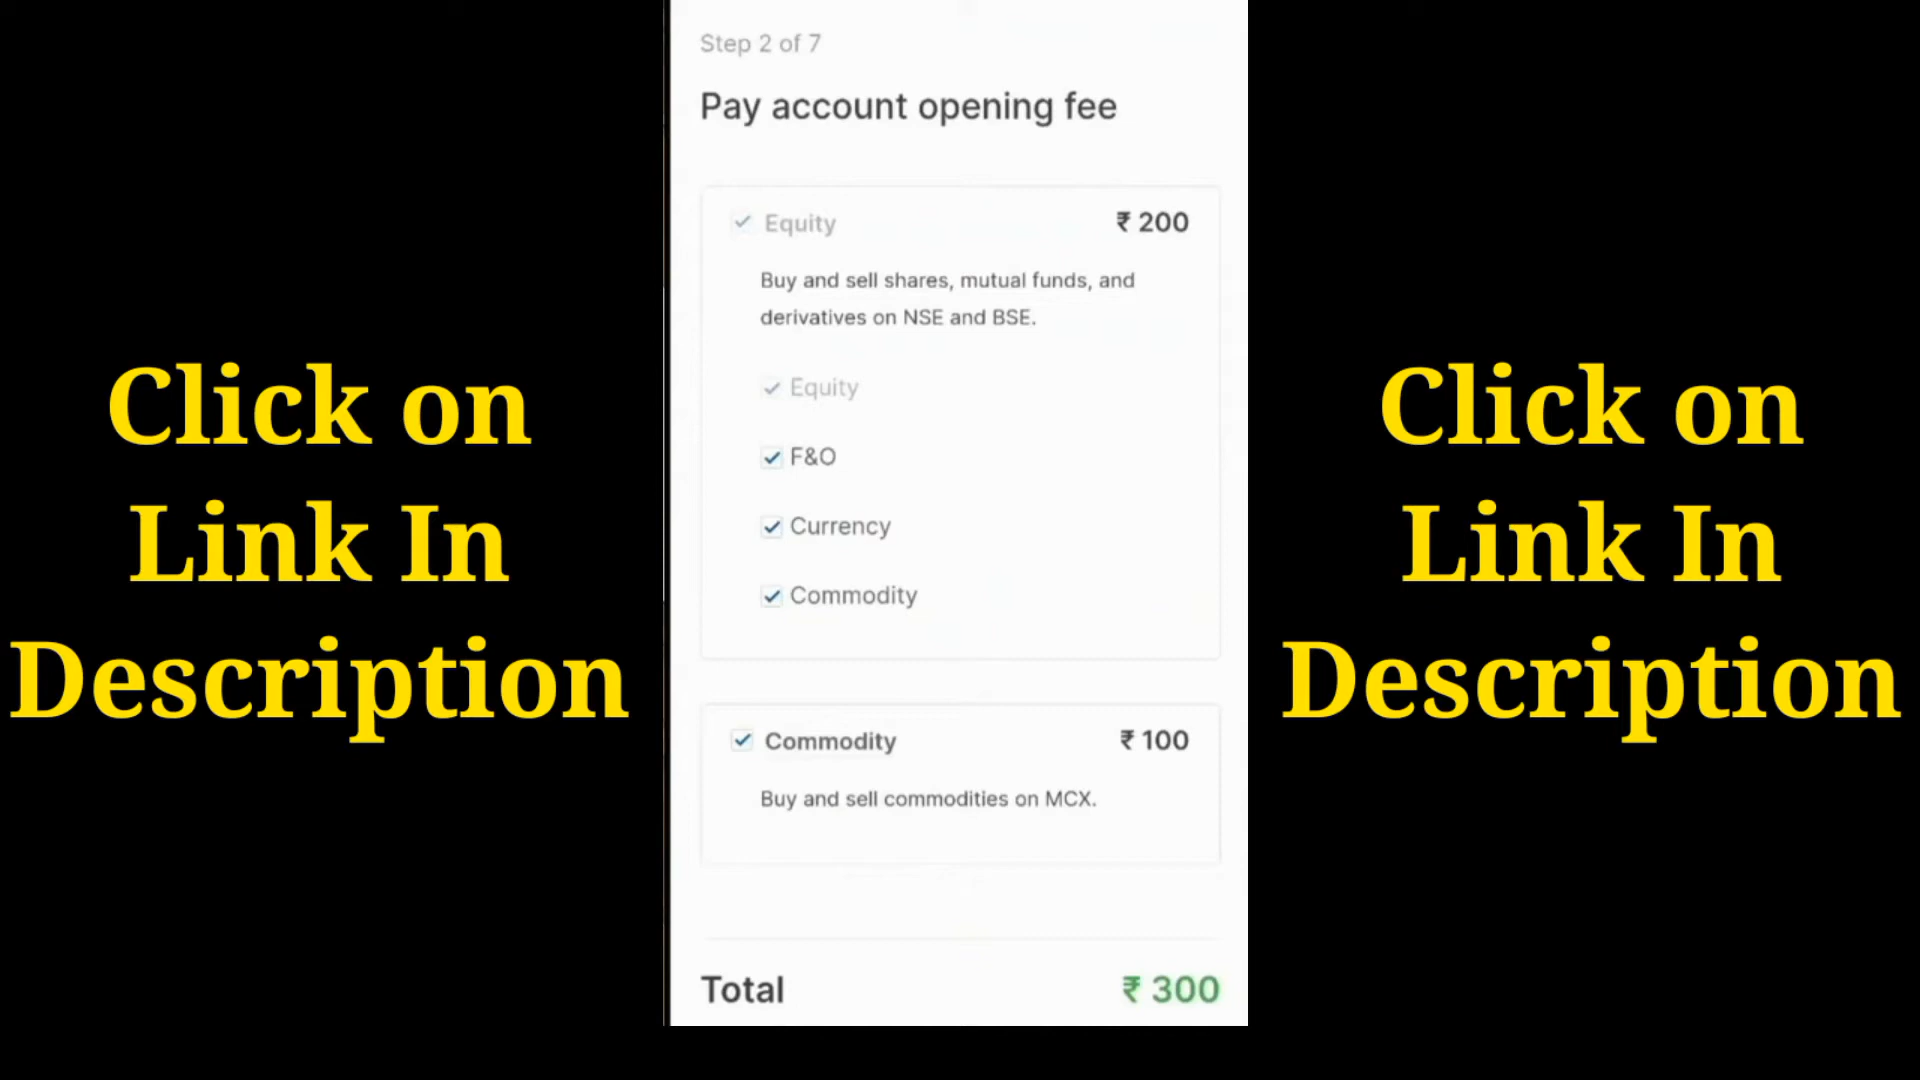 Step 2 of 7
Pay account opening fee
Equity ₹ 200
Buy and sell shares, mutual funds, and
derivatives on NSE and BSE.
Equity
F&O
Currency
Commodity
Commodity ₹ 100
Buy and sell commodities on MCX.
Total ₹ 300
Click on
Link In
Description
Click on
Link In
Description